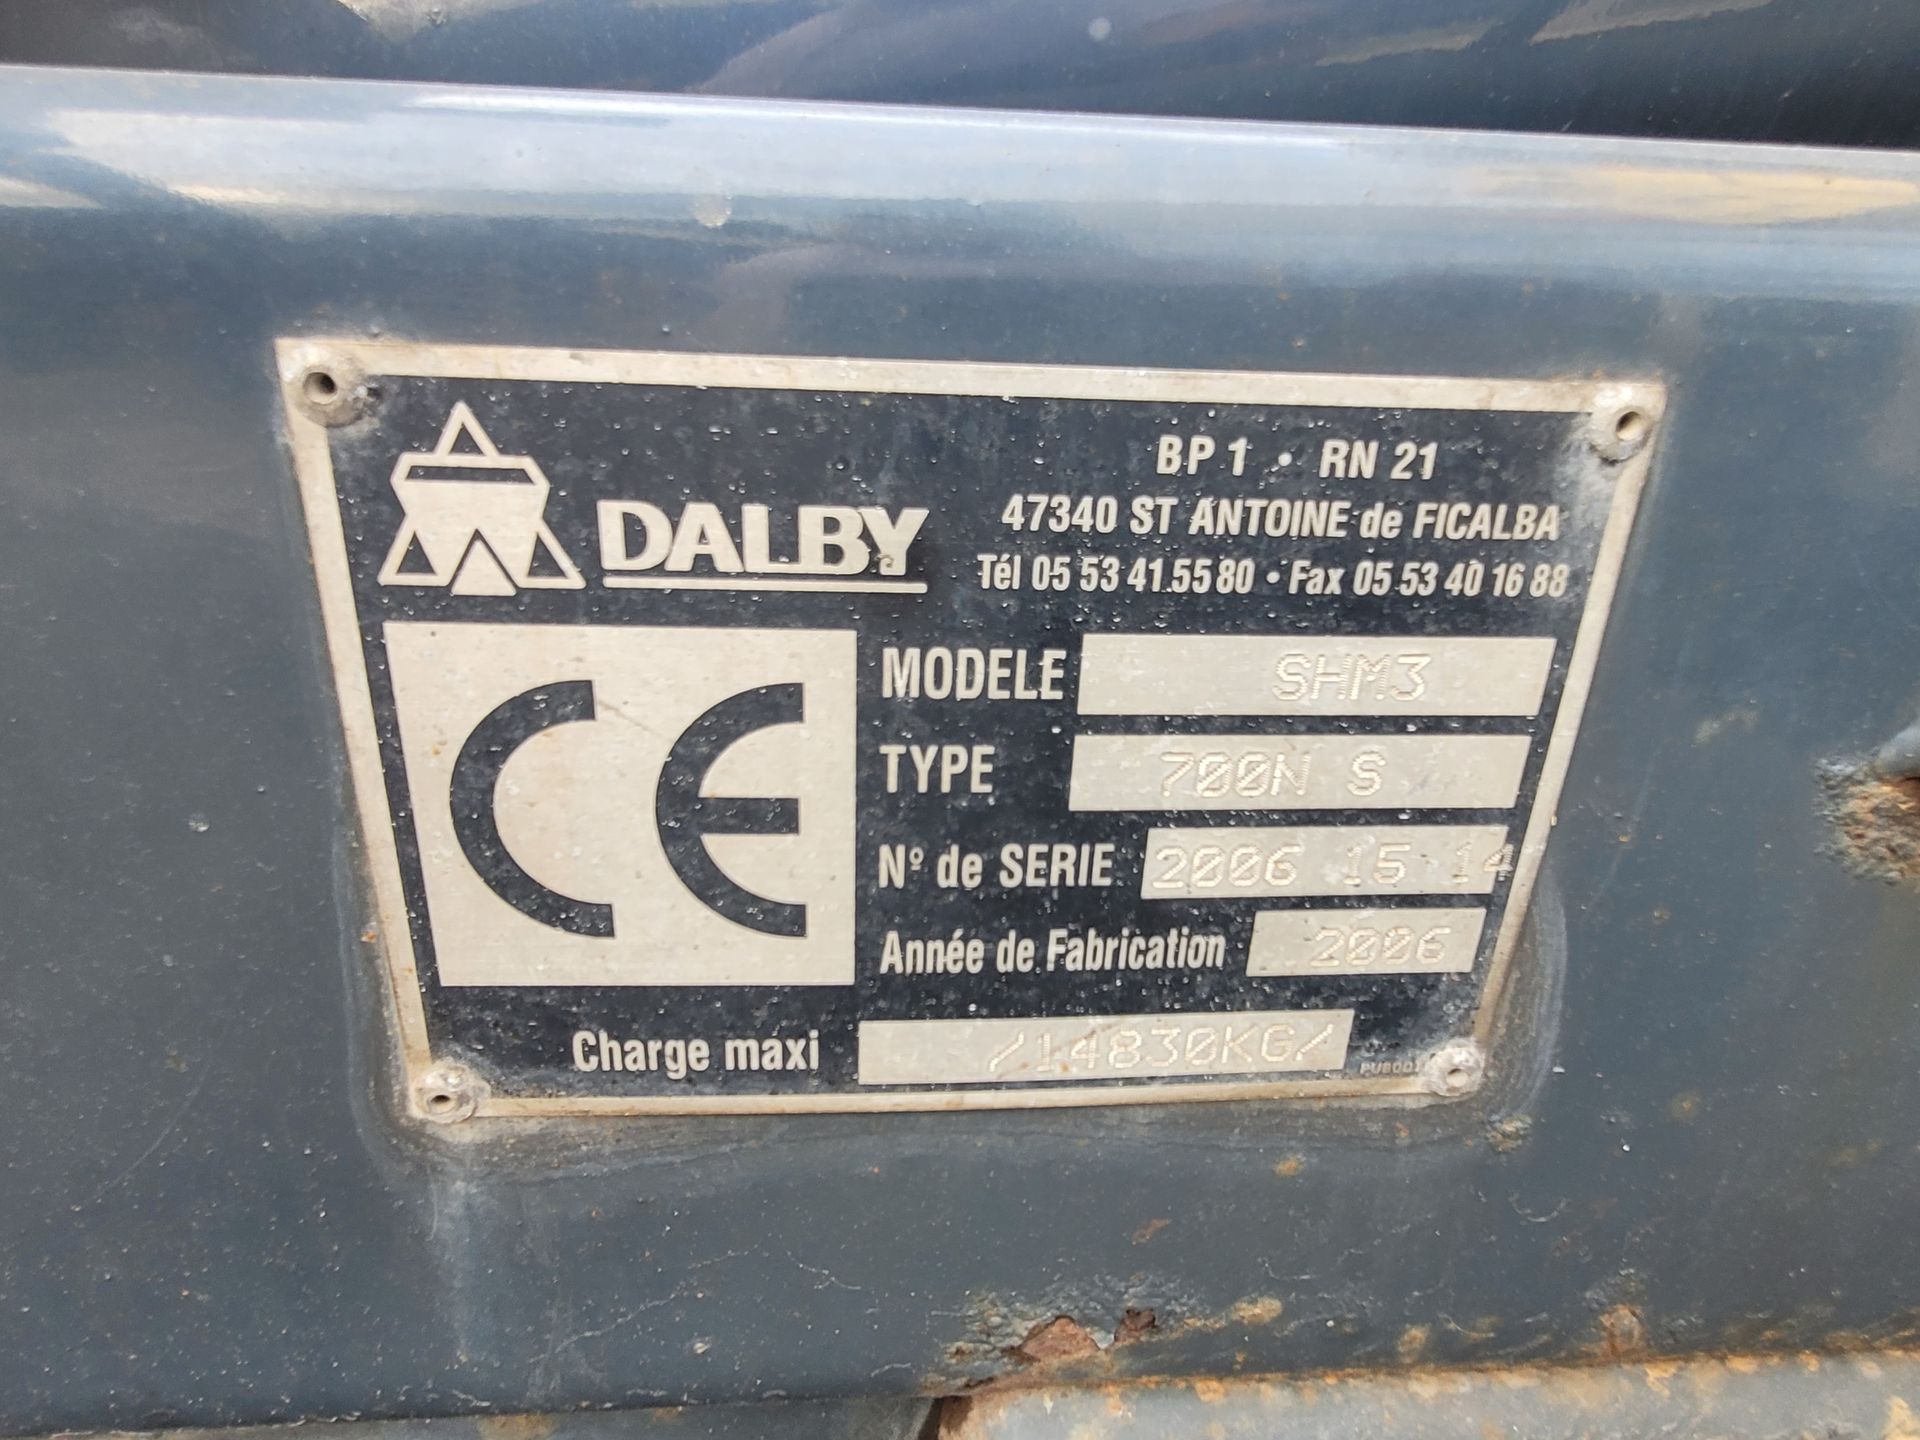 DALBY
BP 1 • RN 21
47340 ST ANTOINE de FICALBA
Tél 05 53 41.55 80 • Fax 05 53 40 16 88
CE
MODELE SHM3
TYPE 700N S
Nº de SERIE 2006 15 14
Année de Fabrication 2006
Charge maxi /14830KG/